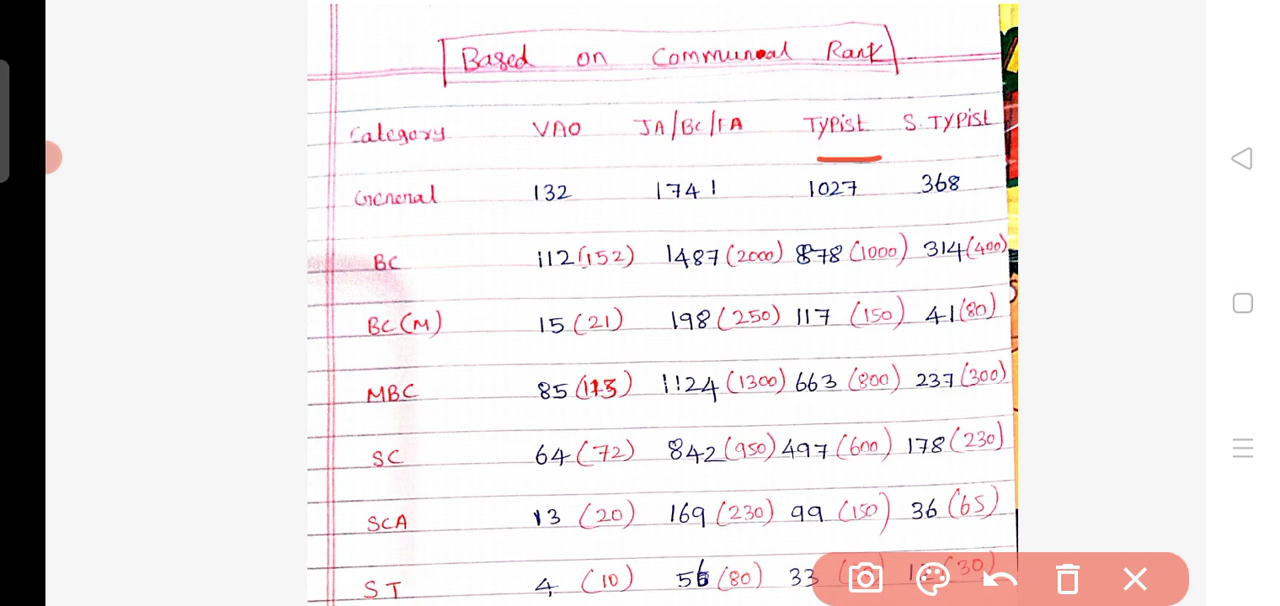 Based on Communal Rank
Category VAO JA/BC/FA Typist S.Typist
General 132 1741 1027 368
BC 112(152) 1487(2000) 878(1000) 314(400)
BC(M) 15(21) 198(250) 117(150) 41(80)
MBC 85 1124(1300) 663(800) 237(300)
SC 64(72) 842(950) 497(600) 178(230)
SCA 13(20) 169(230) 99(150) 36(65)
ST 4(10) 56(80) 33